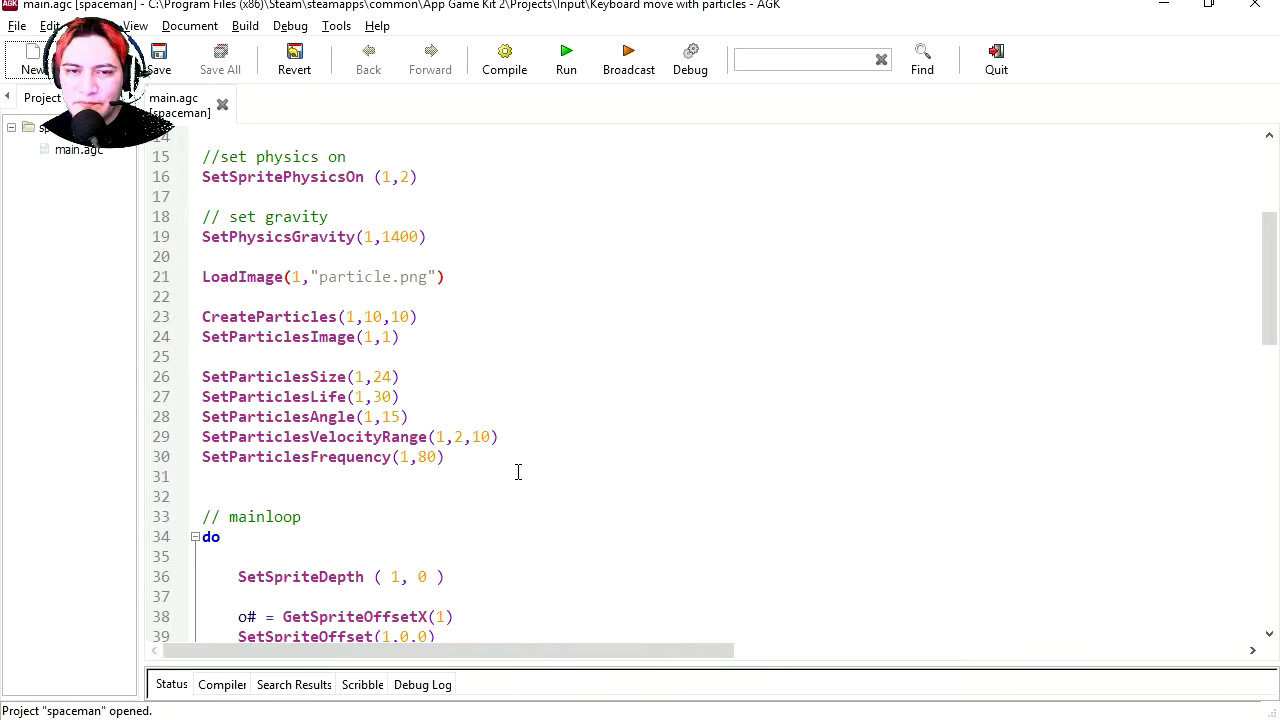 main.agc [spaceman] - C:\Program Files (x86)\Steam\steamapps\common\App Game Kit 2\Projects\Input\Keyboard move with particles - AGK
File Edit View Document Build Debug Tools Help
New Save Save All Revert Back Forward Compile Run Broadcast Debug Find Quit
Project
main.agc
[spaceman]
main.agc
14
15 //set physics on
16 SetSpritePhysicsOn (1,2)
17
18 // set gravity
19 SetPhysicsGravity(1,1400)
20
21 LoadImage(1,"particle.png")
22
23 CreateParticles(1,10,10)
24 SetParticlesImage(1,1)
25
26 SetParticlesSize(1,24)
27 SetParticlesLife(1,30)
28 SetParticlesAngle(1,15)
29 SetParticlesVelocityRange(1,2,10)
30 SetParticlesFrequency(1,80)
31
32
33 // mainloop
34 do
35
36 SetSpriteDepth ( 1, 0 )
37
38 o# = GetSpriteOffsetX(1)
39 SetSpriteOffset(1,0,0)
Status Compiler Search Results Scribble Debug Log
Project "spaceman" opened.